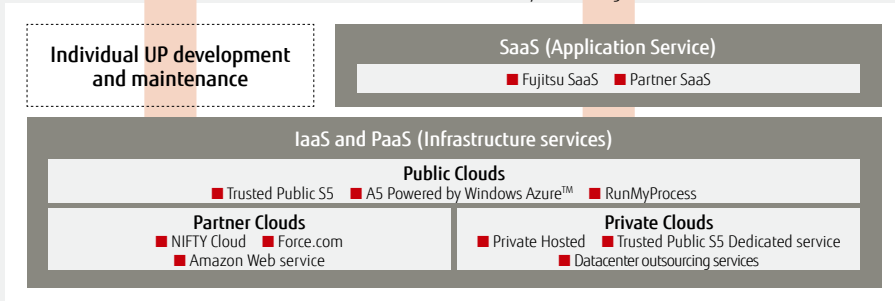 Individual UP development
and maintenance
SaaS (Application Service)
■ Fujitsu SaaS ■ Partner SaaS
IaaS and PaaS (Infrastructure services)
Public Clouds
■ Trusted Public S5 ■ A5 Powered by Windows Azure™ ■ RunMyProcess
Partner Clouds
■ NIFTY Cloud ■ Force.com
■ Amazon Web service
Private Clouds
■ Private Hosted ■ Trusted Public S5 Dedicated service
■ Datacenter outsourcing services